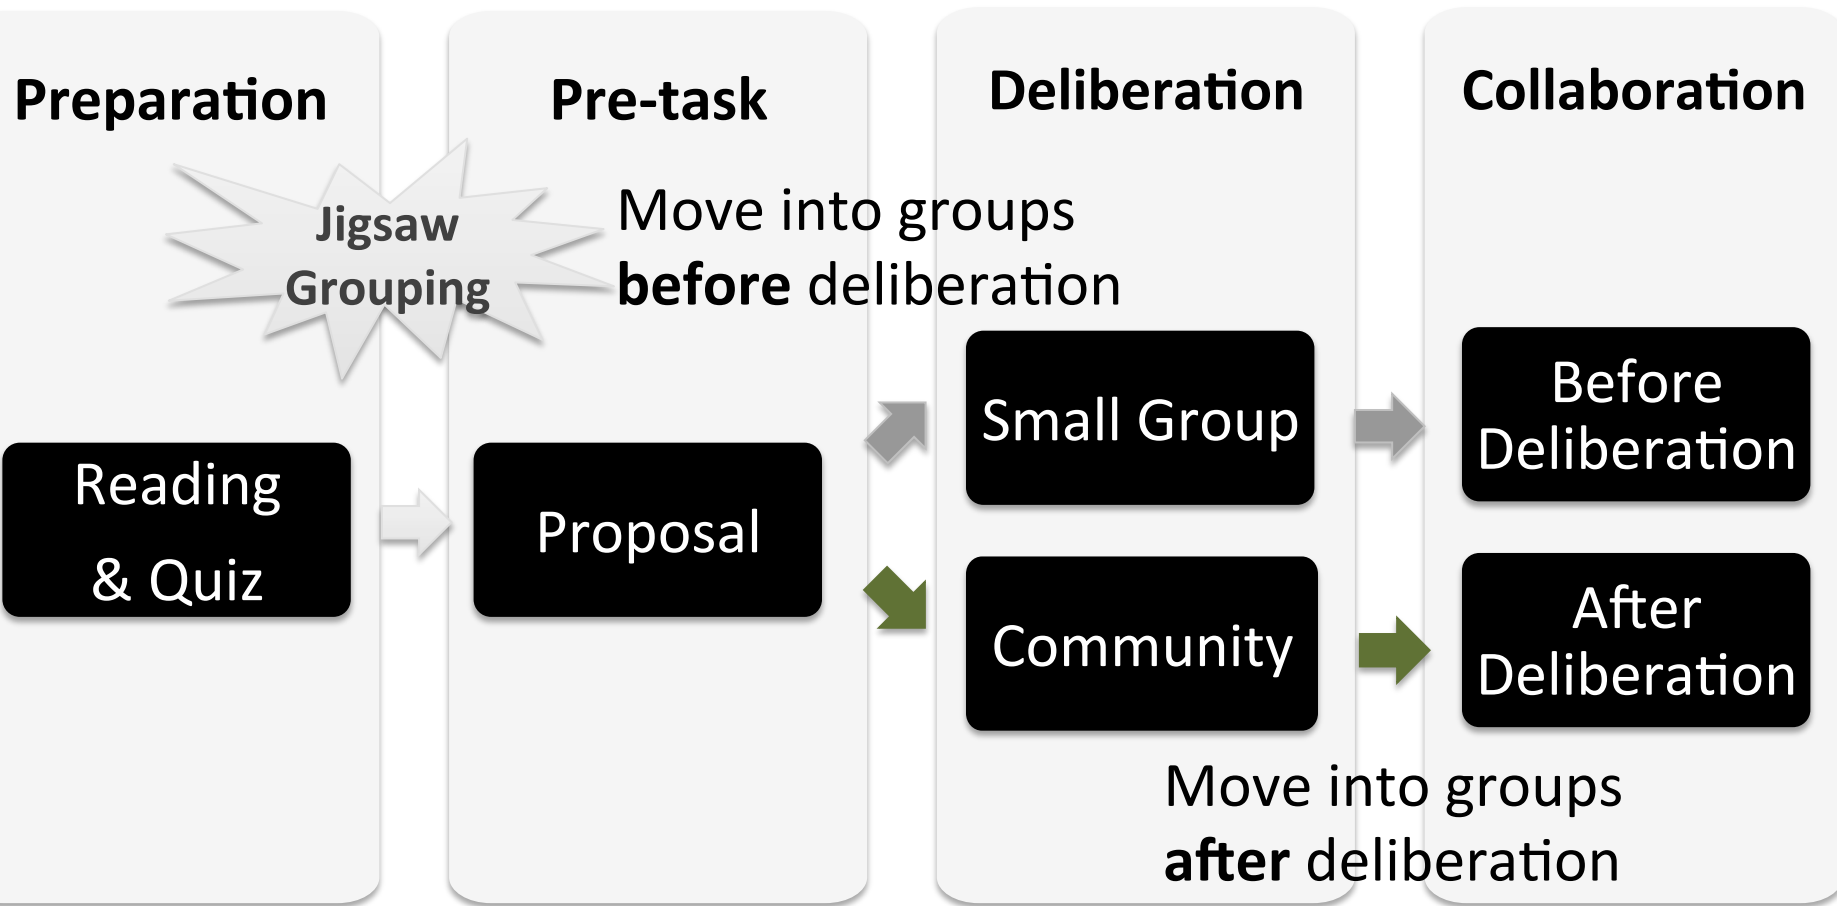 Preparation
Pre-task
Deliberation
Collaboration
Jigsaw
Grouping
Move into groups
before deliberation
Reading
& Quiz
Proposal
Small Group
Community
Before
Deliberation
After
Deliberation
Move into groups
after deliberation